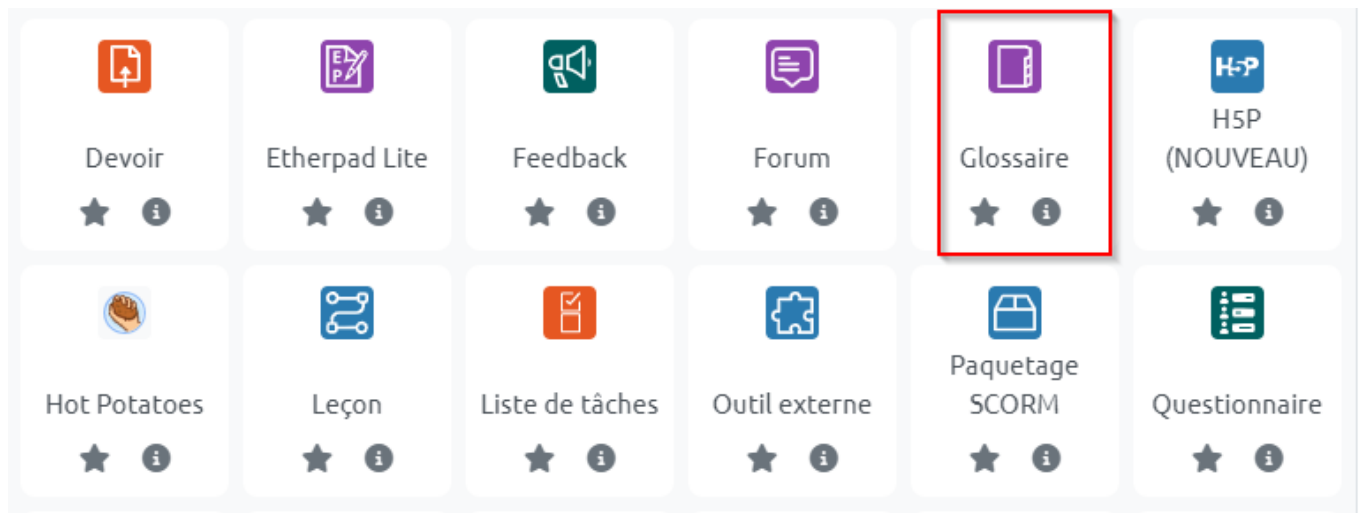 Devoir
Etherpad Lite
Feedback
Forum
Glossaire
H5P
H5P
(NOUVEAU)
Hot Potatoes
Leçon
Liste de tâches
Outil externe
Paquetage
SCORM
Questionnaire